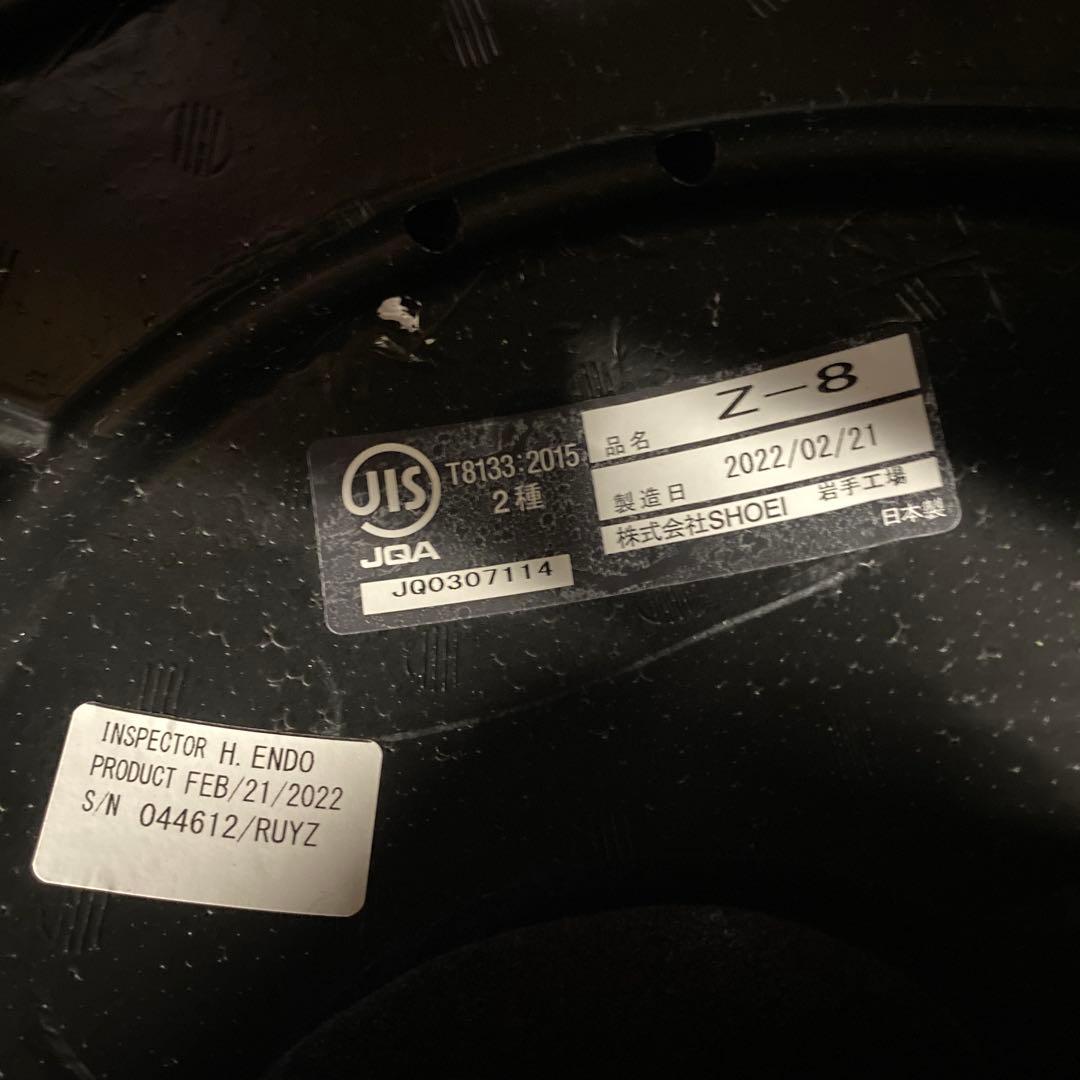 JIS
T8133:2015
2種
JQA
JQ0307114
品名 Z-8
製造日 2022/02/21
株式会社SHOEI 岩手工場
日本製
INSPECTOR H. ENDO
PRODUCT FEB/21/2022
S/N 044612/RUYZ